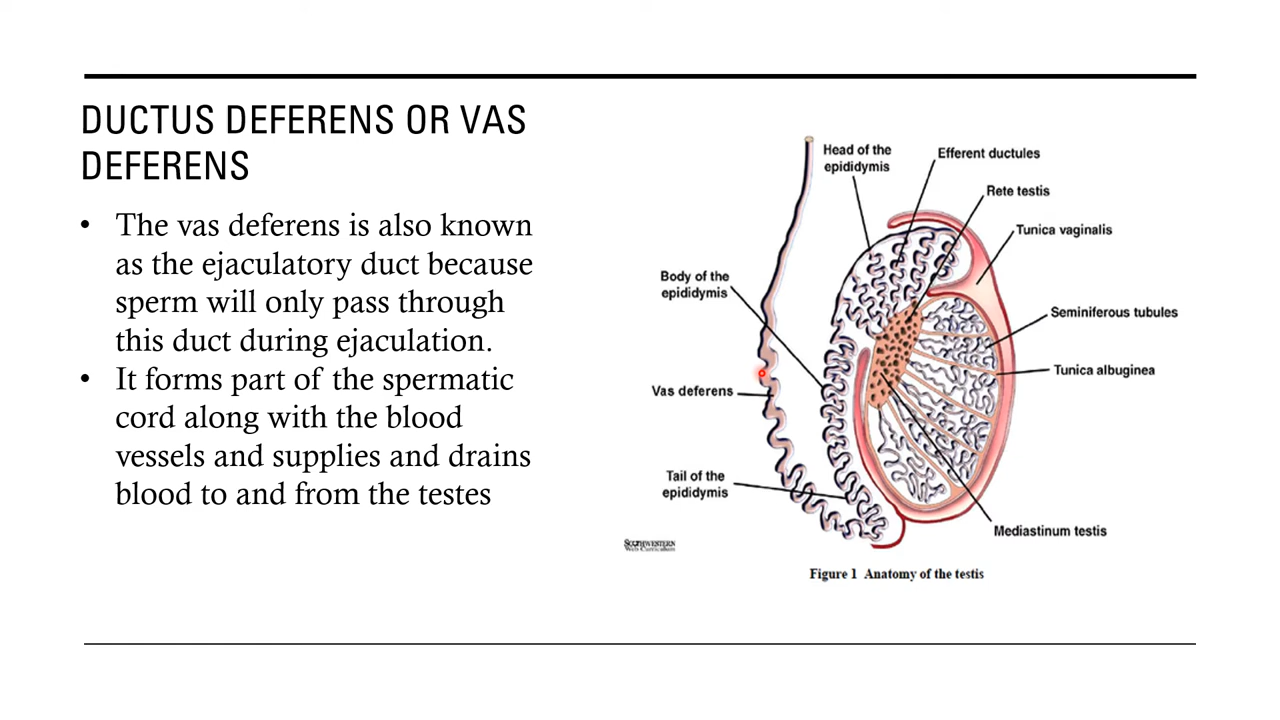 DUCTUS DEFERENS OR VAS
DEFERENS
• The vas deferens is also known
as the ejaculatory duct because
sperm will only pass through
this duct during ejaculation.
• It forms part of the spermatic
cord along with the blood
vessels and supplies and drains
blood to and from the testes
Head of the
epididymis
Efferent ductules
Rete testis
Tunica vaginalis
Body of the
epididymis
Seminiferous tubules
Tunica albuginea
Vas deferens
Tail of the
epididymis
Mediastinum testis
SOUTHWESTERN
Web Curriculum
Figure 1 Anatomy of the testis